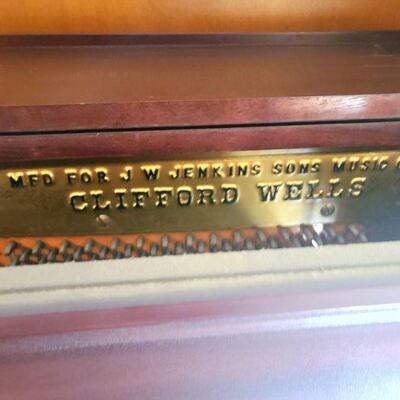 MFD FOR J W JENKINS SONS MUSIC
CLIFFORD WELLS